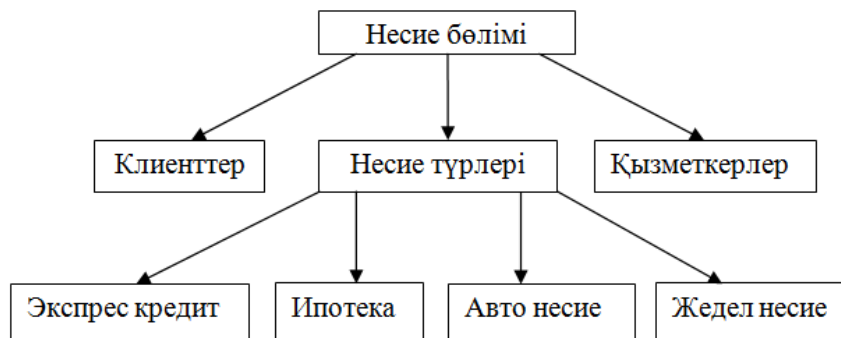 Несие бөлімі
Клиенттер
Несие түрлері
Қызметкерлер
Экспрес кредит
Ипотека
Авто несие
Жедел несие